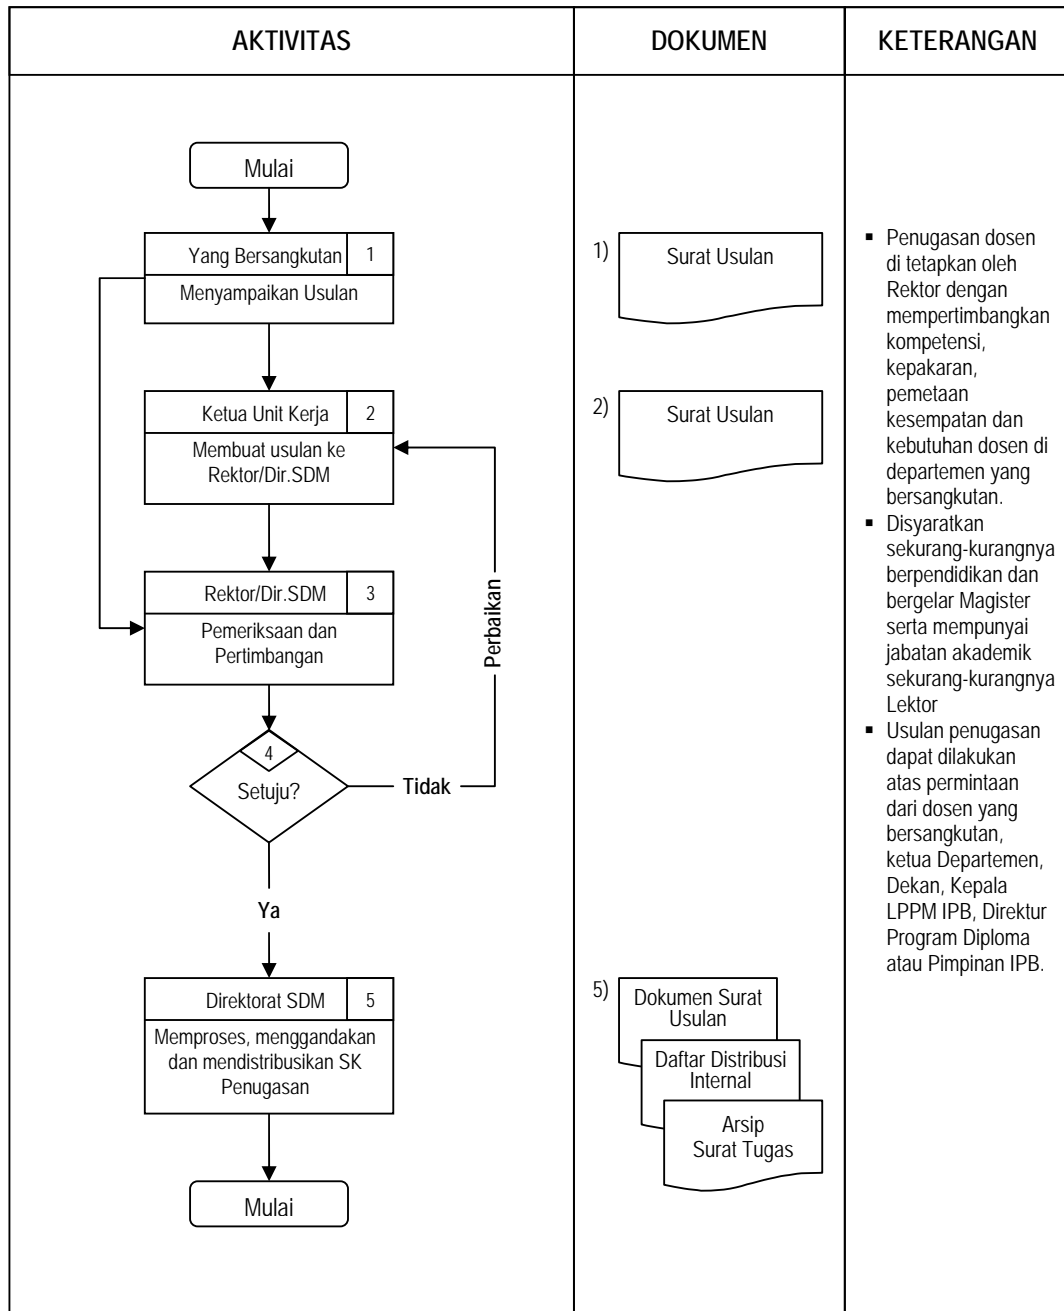 AKTIVITAS
DOKUMEN
KETERANGAN
Mulai
Yang Bersangkutan
1
Menyampaikan Usulan
Ketua Unit Kerja
2
Membuat usulan ke
Rektor/Dir.SDM
Rektor/Dir.SDM
3
Pemeriksaan dan
Pertimbangan
Perbaikan
4
Setuju?
Tidak
Ya
Direktorat SDM
5
Memproses, menggandakan
dan mendistribusikan SK
Penugasan
Mulai
1)
Surat Usulan
2)
Surat Usulan
5)
Dokumen Surat
Usulan
Daftar Distribusi
Internal
Arsip
Surat Tugas
▪ Penugasan dosen
di tetapkan oleh
Rektor dengan
mempertimbangkan
kompetensi,
kepakaran,
pemetaan
kesempatan dan
kebutuhan dosen di
departemen yang
bersangkutan.
▪ Disyaratkan
sekurang-kurangnya
berpendidikan dan
bergelar Magister
serta mempunyai
jabatan akademik
sekurang-kurangnya
Lektor
▪ Usulan penugasan
dapat dilakukan
atas permintaan
dari dosen yang
bersangkutan,
ketua Departemen,
Dekan, Kepala
LPPM IPB, Direktur
Program Diploma
atau Pimpinan IPB.